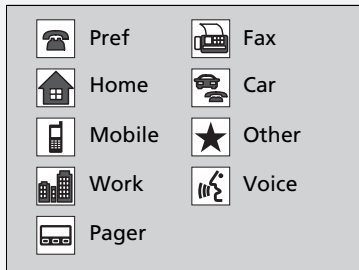 Pref Fax
Home Car
Mobile Other
Work Voice
Pager